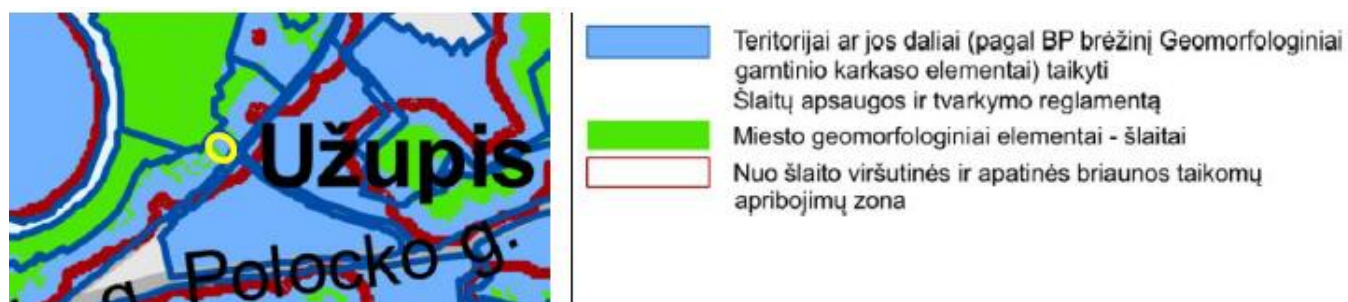 Užupis
g. Polocko g.
Teritorijai ar jos daliai (pagal BP brėžinį Geomorfologiniai
gamtinio karkaso elementai) taikyti
Šlaitų apsaugos ir tvarkymo reglamentą
Miesto geomorfologiniai elementai - šlaitai
Nuo šlaito viršutinės ir apatinės briaunos taikomų
apribojimų zona